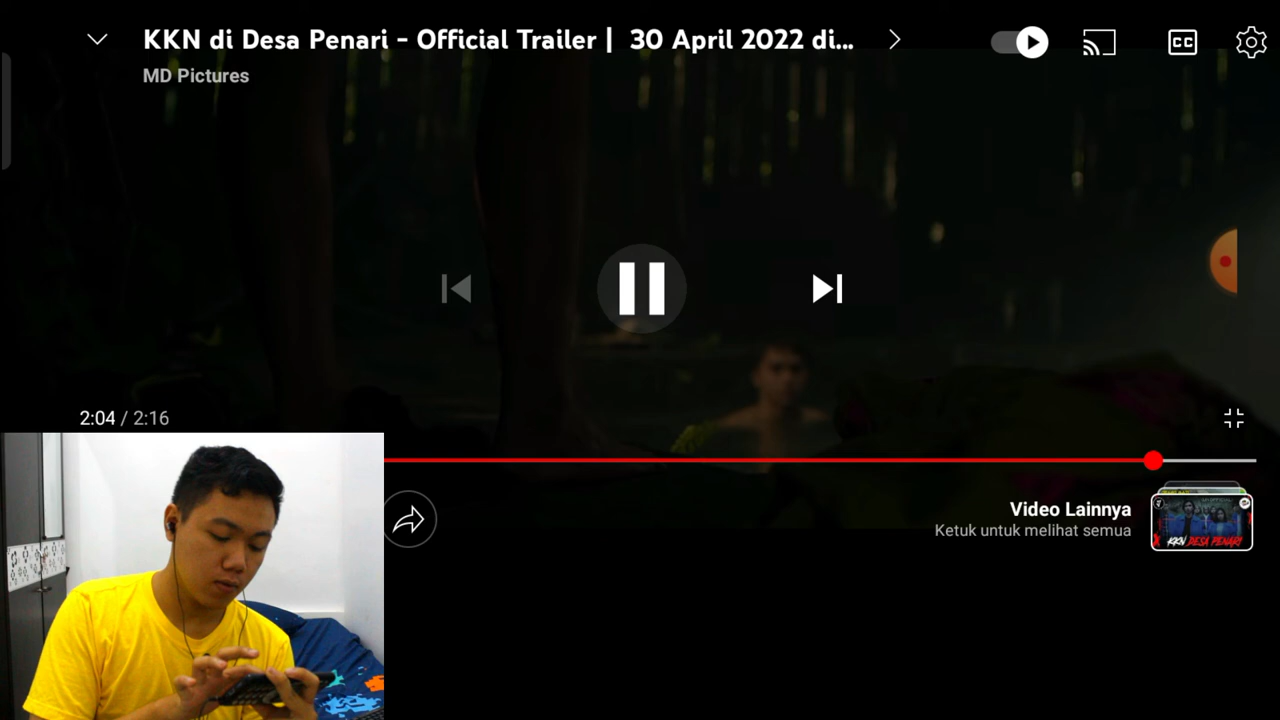 KKN di Desa Penari - Official Trailer | 30 April 2022 di...
MD Pictures
CC
2:04 / 2:16
Video Lainnya
Ketuk untuk melihat semua
KKN DESA PENARI